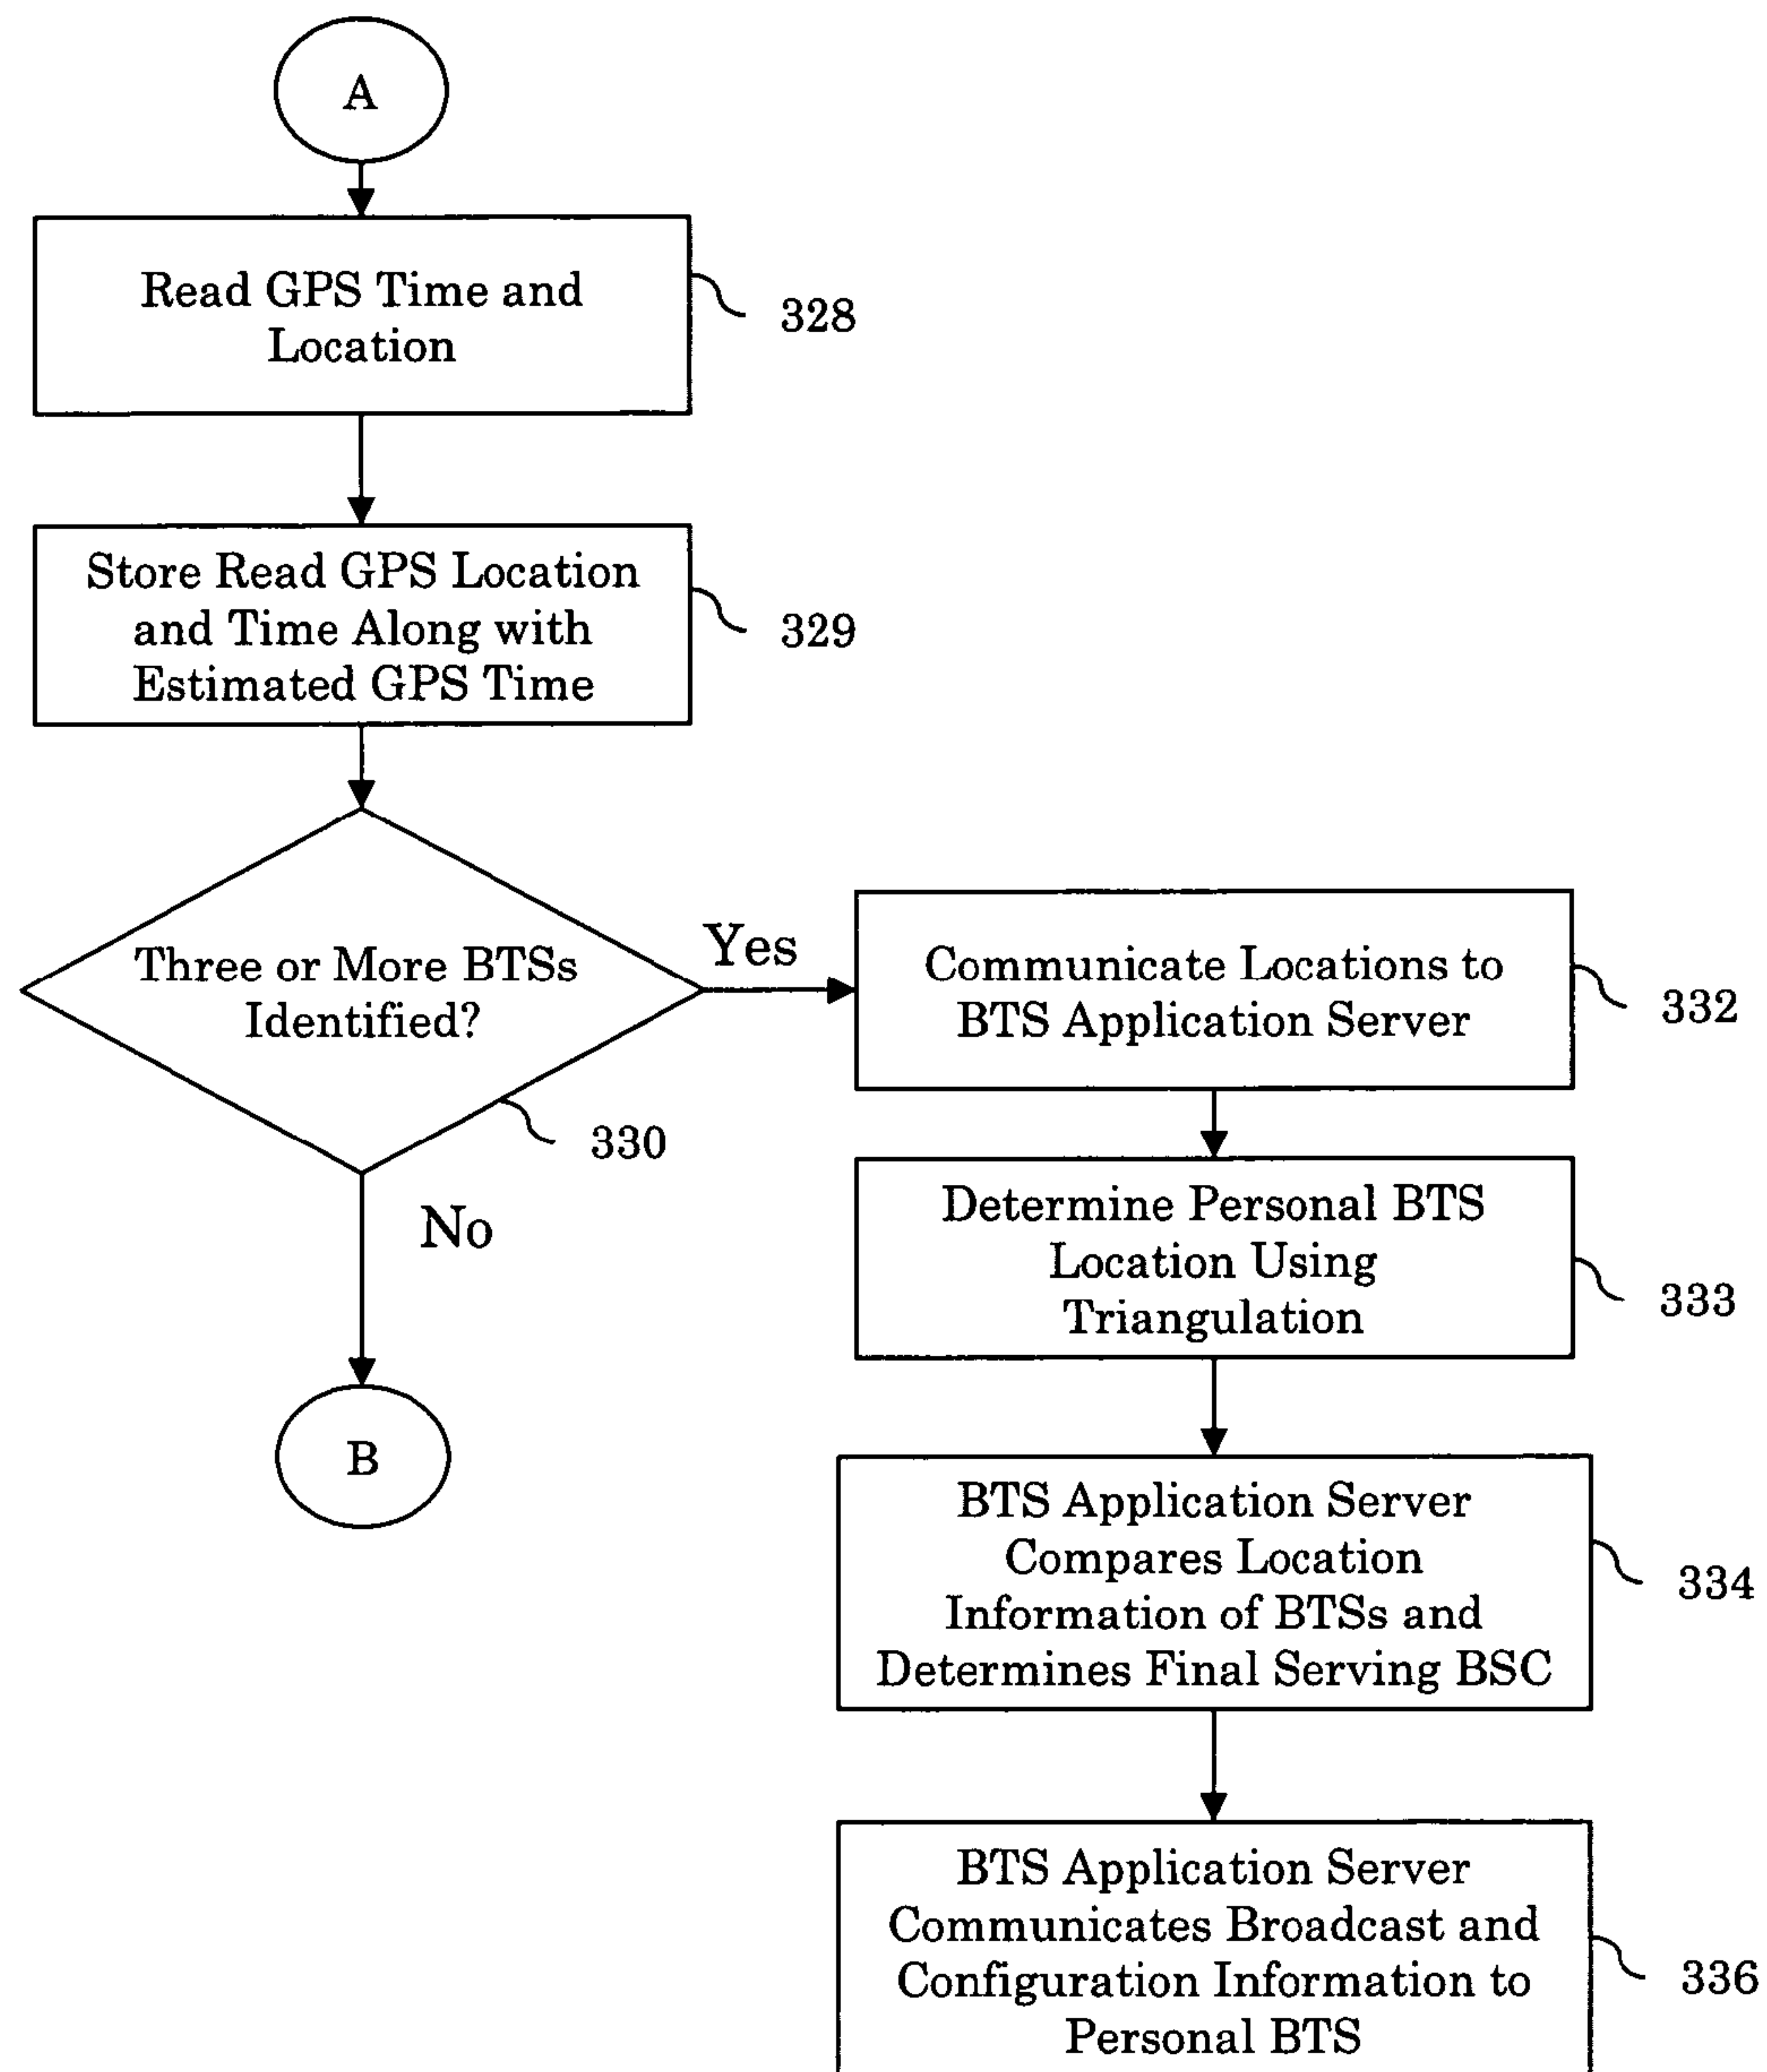 A
Read GPS Time and
Location
328
Store Read GPS Location
and Time Along with
Estimated GPS Time
329
Three or More BTSs
Identified?
330
Yes
No
B
Communicate Locations to
BTS Application Server
332
Determine Personal BTS
Location Using
Triangulation
333
BTS Application Server
Compares Location
Information of BTSs and
Determines Final Serving BSC
334
BTS Application Server
Communicates Broadcast and
Configuration Information to
Personal BTS
336